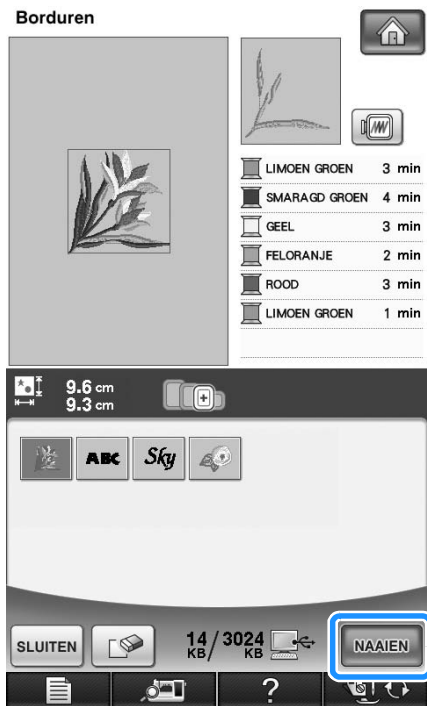 Borduren
LIMOEN GROEN 3 min
SMARAGD GROEN 4 min
GEEL 3 min
FELORANJE 2 min
ROOD 3 min
LIMOEN GROEN 1 min
9.6 cm
9.3 cm
ABC Sky
SLUITEN 14 KB / 3024 KB NAAIEN
?